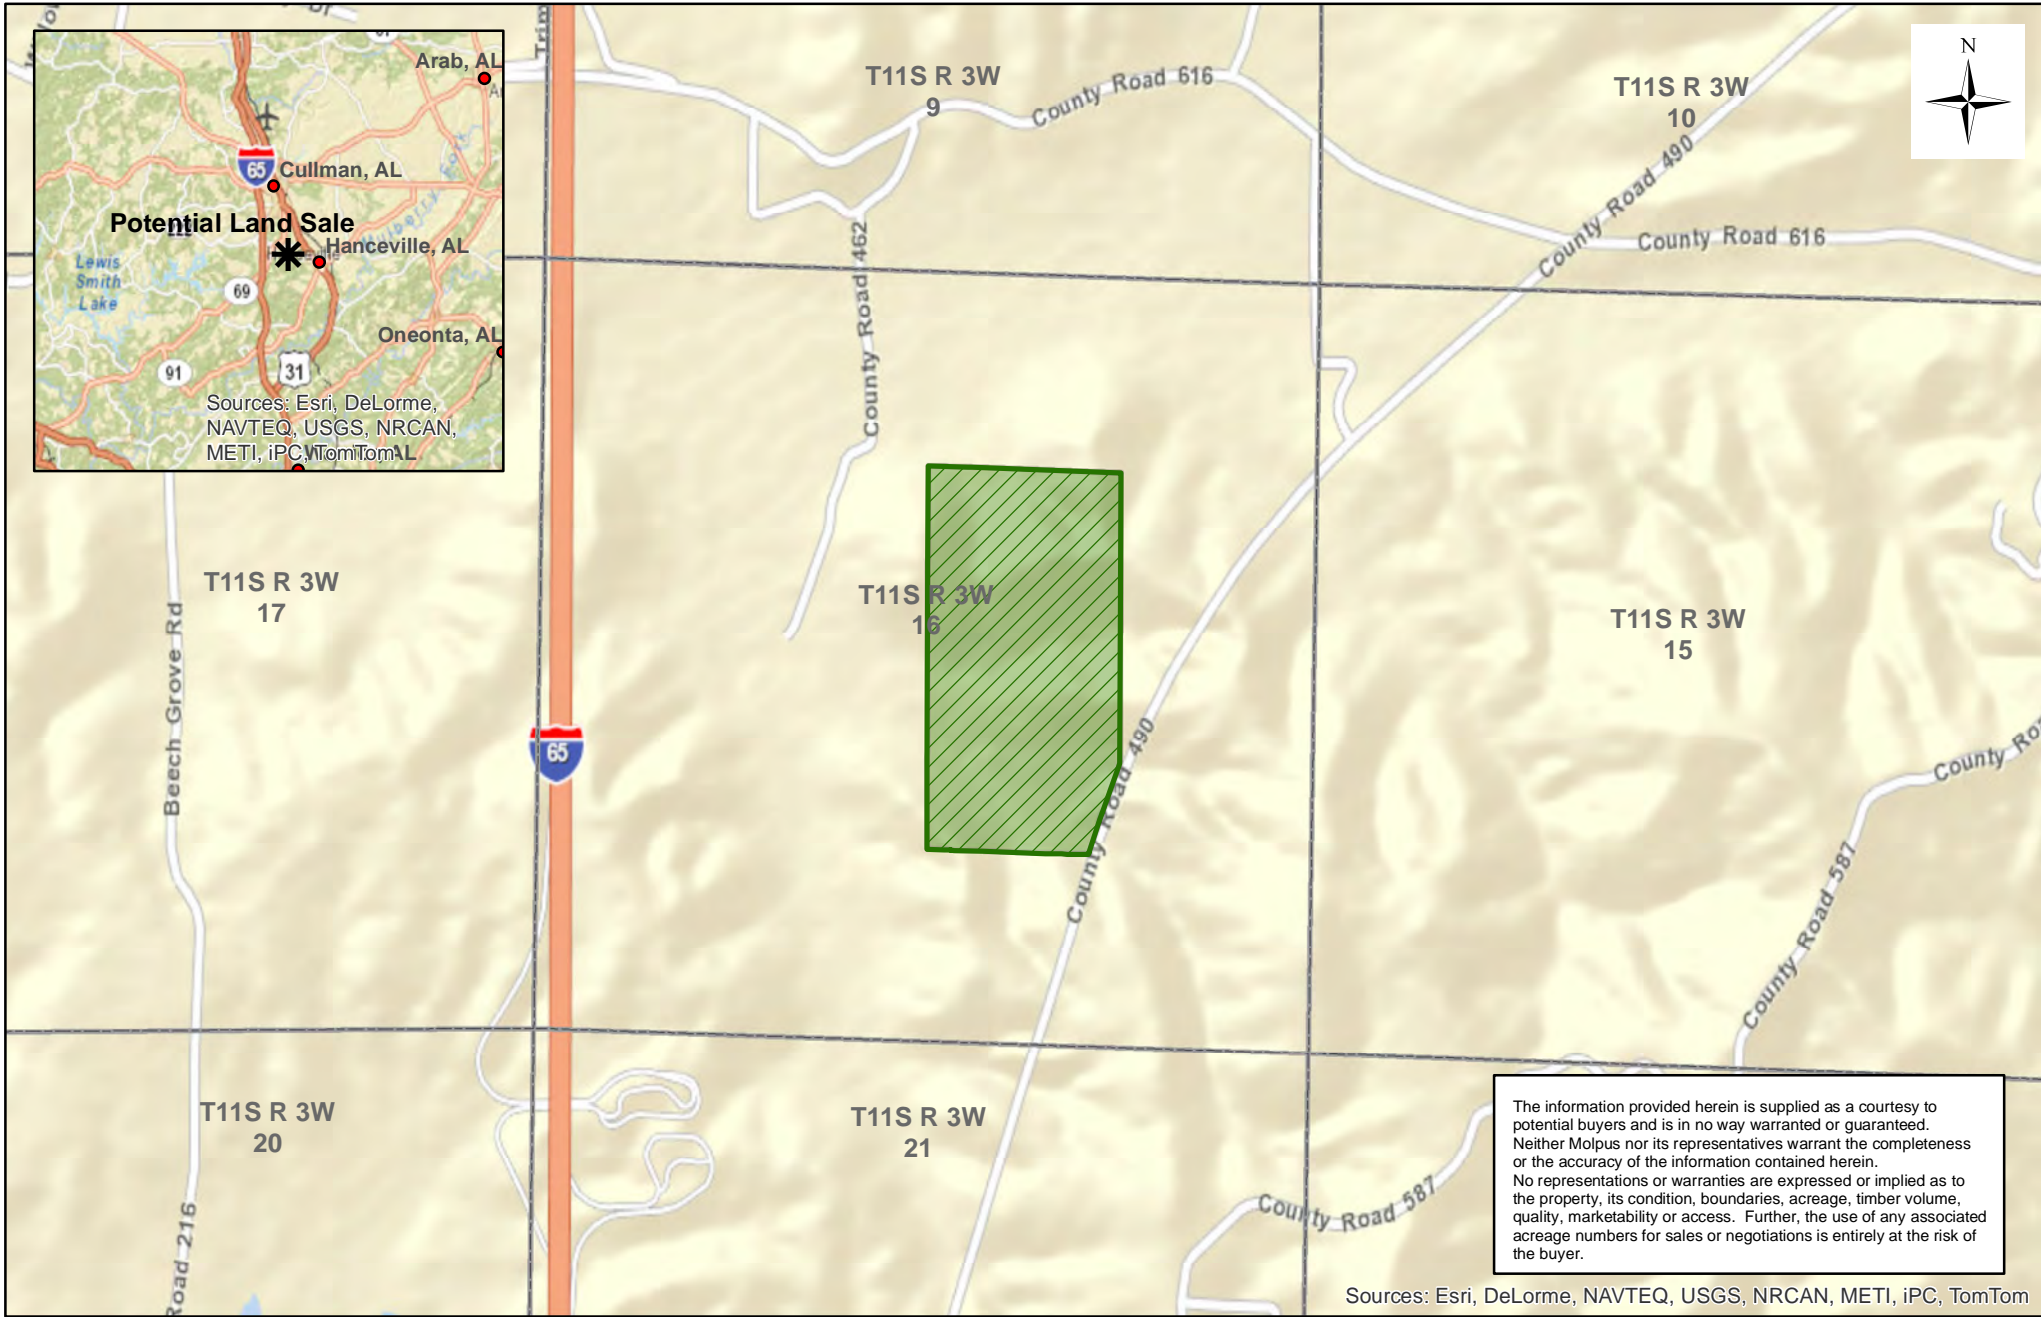 Trim
N
T11S R 3W
9
County Road 616
T11S R 3W
10
County Road 490
County Road 616
Arab, AL
65
Cullman, AL
Potential Land Sale
Hanceville, AL
Lewis
Smith
Lake
69
Mulberry Fork
Oneonta, AL
91
31
Sources: Esri, DeLorme,
NAVTEQ, USGS, NRCAN,
METI, iPC, TomTom
County Road 462
T11S R 3W
17
T11S R 3W
16
T11S R 3W
15
Beech Grove Rd
65
County Road 490
County Roa
County Road 587
T11S R 3W
20
T11S R 3W
21
Road 216
County Road 587
The information provided herein is supplied as a courtesy to
potential buyers and is in no way warranted or guaranteed.
Neither Molpus nor its representatives warrant the completeness
or the accuracy of the information contained herein.
No representations or warranties are expressed or implied as to
the property, its condition, boundaries, acreage, timber volume,
quality, marketability or access.  Further, the use of any associated
acreage numbers for sales or negotiations is entirely at the risk of
the buyer.
Sources: Esri, DeLorme, NAVTEQ, USGS, NRCAN, METI, iPC, TomTom